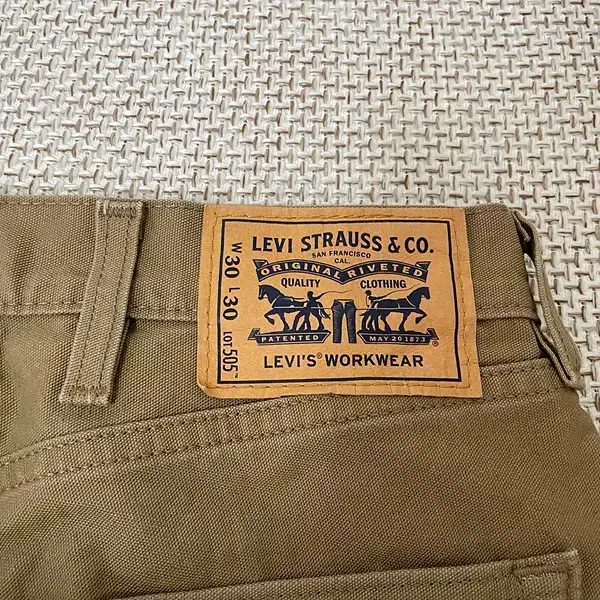 LEVI STRAUSS & CO.
SAN FRANCISCO
CAL.
ORIGINAL RIVETED
QUALITY CLOTHING
PATENTED MAY 20 1873
LEVI'S® WORKWEAR
W 30 L 30 LOT 505™